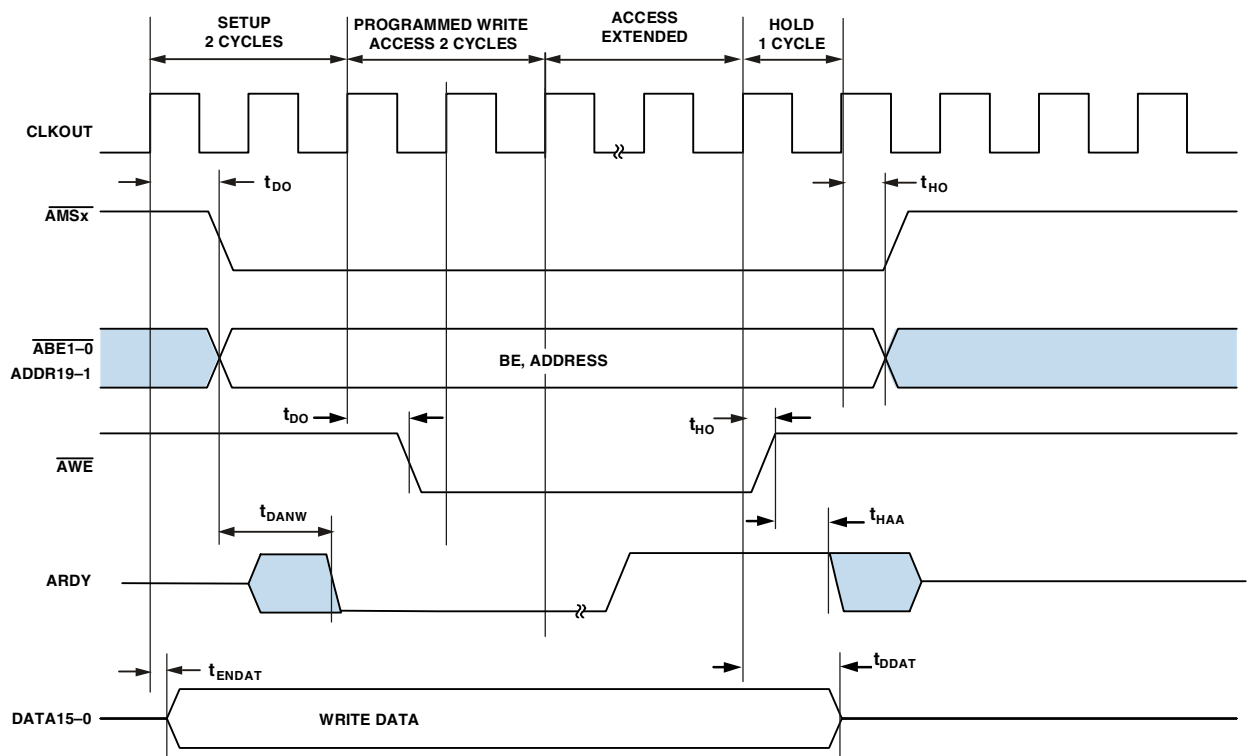 SETUP
2 CYCLES
PROGRAMMED WRITE
ACCESS 2 CYCLES
ACCESS
EXTENDED
HOLD
1 CYCLE
CLKOUT
tDO
tHO
AMSx
ABE1–0
ADDR19–1
BE, ADDRESS
tDO
tHO
AWE
tDANW
tHAA
ARDY
tENDAT
tDDAT
DATA15–0
WRITE DATA